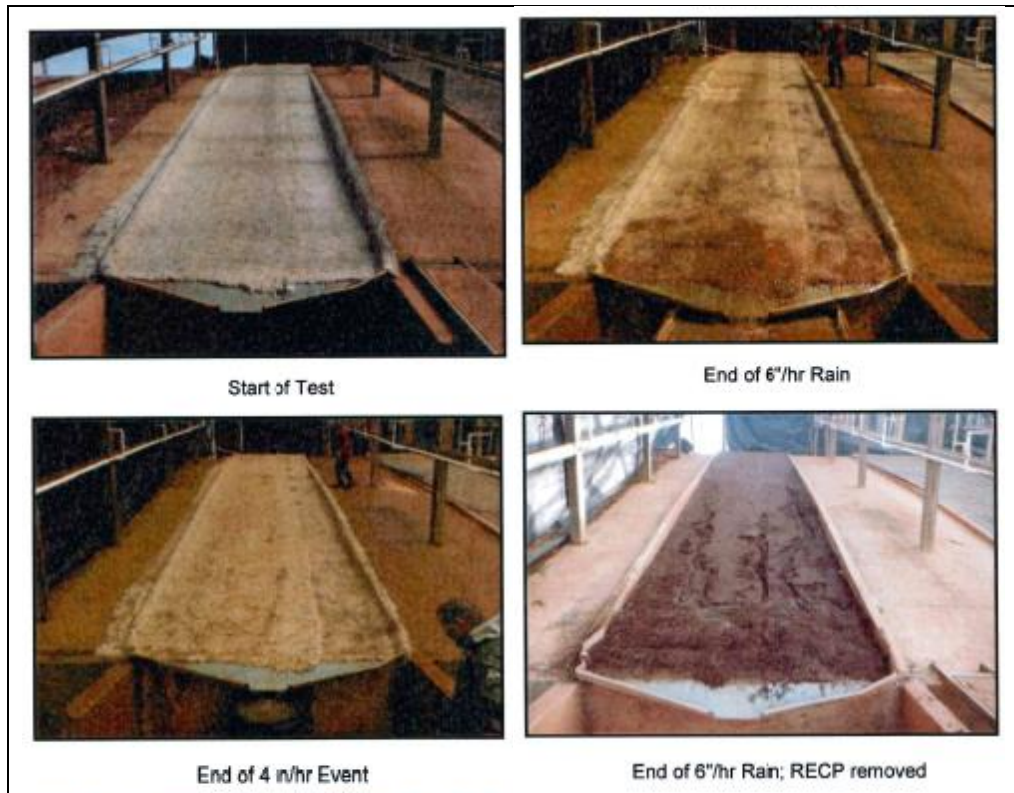 Start of Test
End of 6"/hr Rain
End of 4 in/hr Event
End of 6"/hr Rain; RECP removed